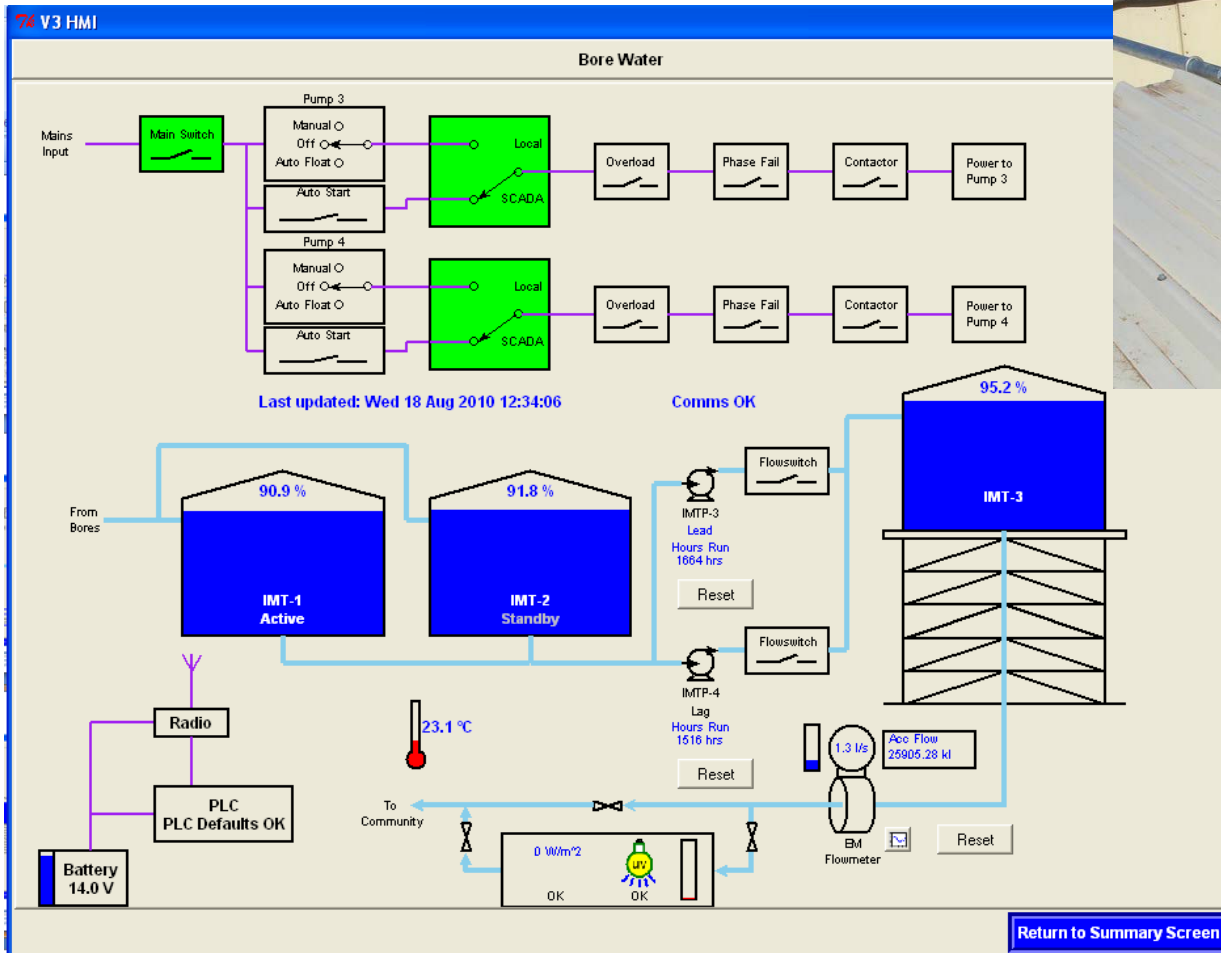 V3 HMI
Bore Water
Mains
Input
Main Switch
Pump 3
Manual
Off
Auto Float
Auto Start
Local
SCADA
Overload
Phase Fail
Contactor
Power to
Pump 3
Pump 4
Manual
Off
Auto Float
Auto Start
Local
SCADA
Overload
Phase Fail
Contactor
Power to
Pump 4
Last updated: Wed 18 Aug 2010 12:34:06
Comms OK
95.2 %
IMT-3
From
Bores
90.9 %
IMT-1
Active
91.8 %
IMT-2
Standby
IMTP-3
Lead
Hours Run
1664 hrs
Reset
Flowswitch
IMTP-4
Lag
Hours Run
1516 hrs
Reset
Flowswitch
Radio
PLC
PLC Defaults OK
Battery
14.0 V
23.1 °C
To
Community
0 W/m^2
OK
UV
OK
1.3 l/s
Acc Flow
25905.28 kl
EM
Flowmeter
Reset
Return to Summary Screen